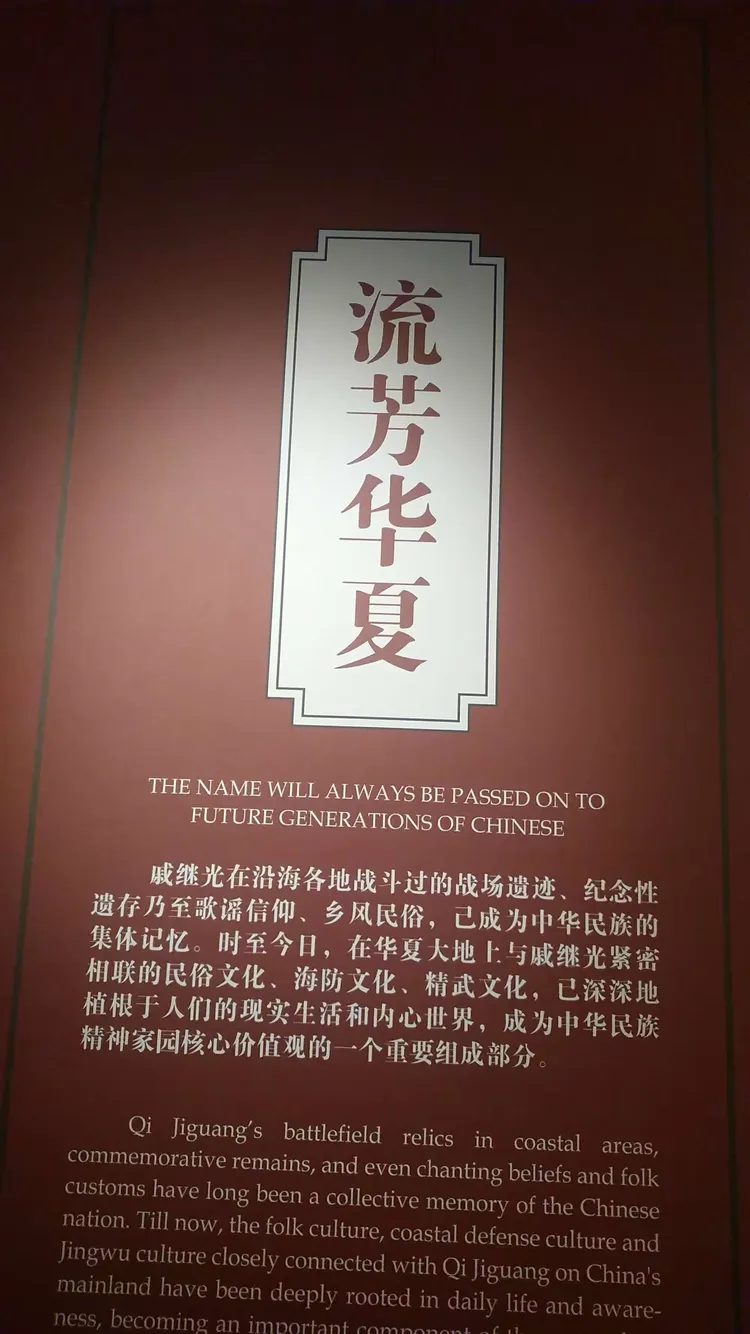 流芳华夏
THE NAME WILL ALWAYS BE PASSED ON TO
FUTURE GENERATIONS OF CHINESE
戚继光在沿海各地战斗过的战场遗迹、纪念性
遗存乃至歌谣信仰、乡风民俗，已成为中华民族的
集体记忆。时至今日，在华夏大地上与戚继光紧密
相联的民俗文化、海防文化、精武文化，已深深地
植根于人们的现实生活和内心世界，成为中华民族
精神家园核心价值观的一个重要组成部分。
Qi Jiguang’s battlefield relics in coastal areas,
commemorative remains, and even chanting beliefs and folk
customs have long been a collective memory of the Chinese
nation. Till now, the folk culture, coastal defense culture and
Jingwu culture closely connected with Qi Jiguang on China's
mainland have been deeply rooted in daily life and aware-
ness, becoming an important component of